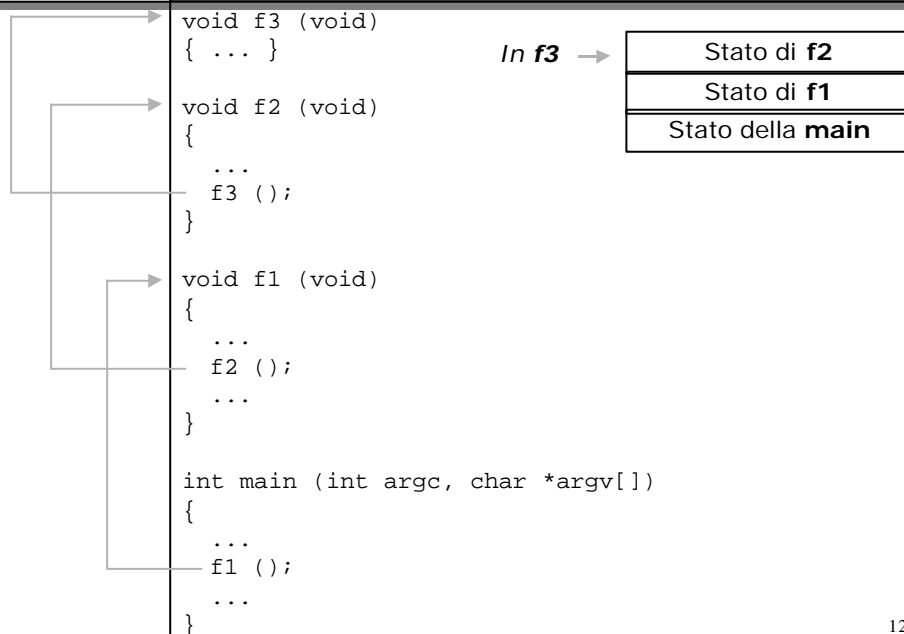 void f3 (void)
{ ... }
In f3
Stato di f2
Stato di f1
Stato della main
void f2 (void)
{
...
f3 ();
}
void f1 (void)
{
...
f2 ();
...
}
int main (int argc, char *argv[])
{
...
f1 ();
...
}
12